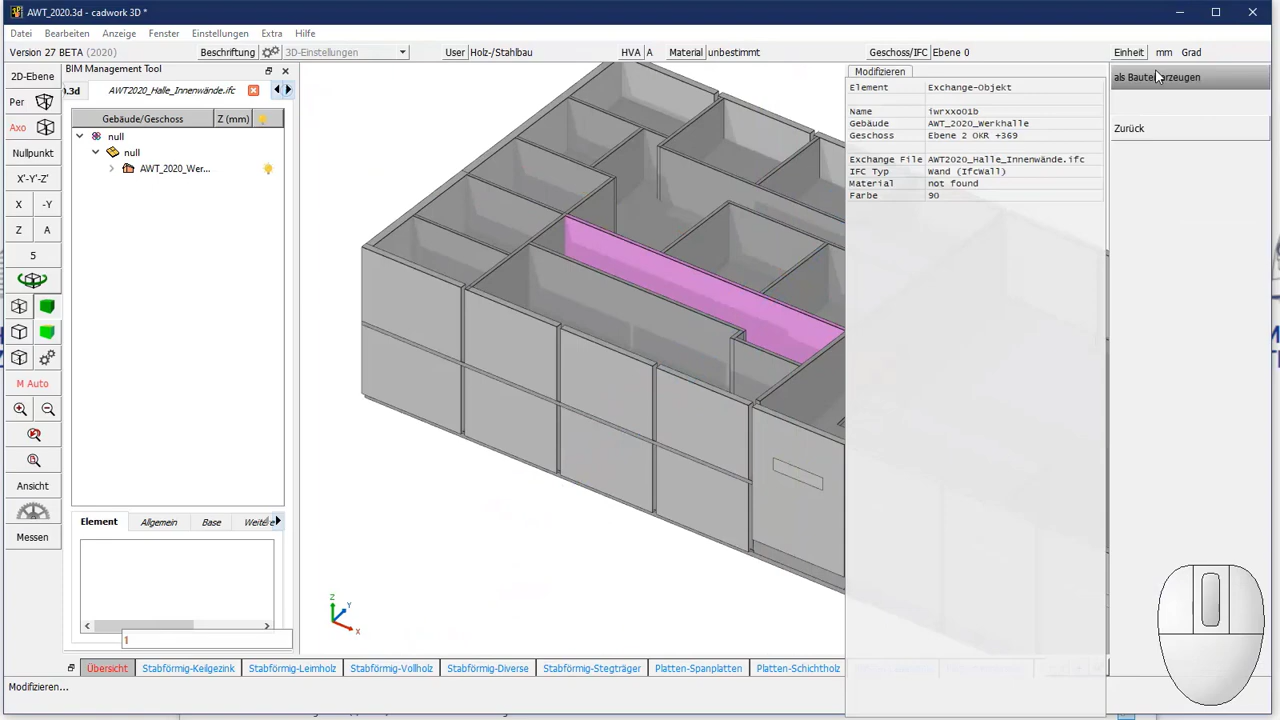 AWT_2020.3d - cadwork 3D *
Datei Bearbeiten Anzeige Fenster Einstellungen Extra Hilfe
Version 27 BETA (2020) Beschriftung 3D-Einstellungen User Holz-/Stahlbau HVA A Material unbestimmt Geschoss/IFC Ebene 0 Einheit mm Grad
2D-Ebene
Per
Axo
Nullpunkt
X'-Y'-Z'
X -Y
Z A
5
M Auto
Ansicht
Messen
BIM Management Tool
.3d AWT2020_Halle_Innenwände.ifc
Gebäude/Geschoss Z (mm)
null
null
AWT_2020_Wer...
Element Allgemein Base
1
Modifizieren
Element Exchange-Objekt
Name iwrxxo01b
Gebäude AWT_2020_Werkhalle
Geschoss Ebene 2 OKR +369
Exchange File AWT2020_Halle_Innenwände.ifc
IFC Typ Wand (IfcWall)
Material not found
Farbe 90
Zurück
Z
Y
X
Übersicht Stabförmig-Keilgezink Stabförmig-Leimholz Stabförmig-Vollholz Stabförmig-Diverse Stabförmig-Stegträger Platten-Spanplatten Platten-Schichtholz
Modifizieren...